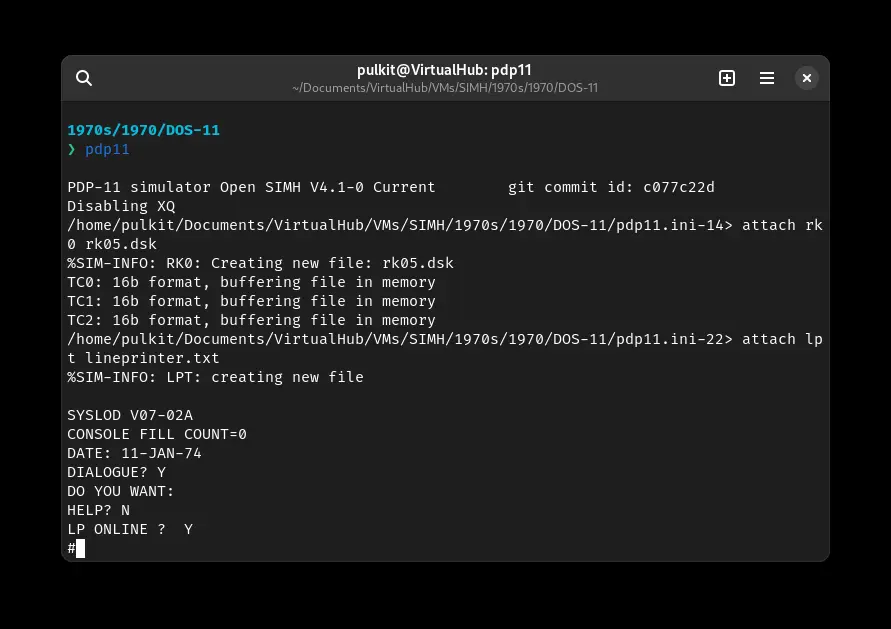 pulkit@VirtualHub: pdp11
~/Documents/VirtualHub/VMs/SIMH/1970s/1970/DOS-11
1970s/1970/DOS-11
❯ pdp11
PDP-11 simulator Open SIMH V4.1-0 Current        git commit id: c077c22d
Disabling XQ
/home/pulkit/Documents/VirtualHub/VMs/SIMH/1970s/1970/DOS-11/pdp11.ini-14> attach rk
0 rk05.dsk
%SIM-INFO: RK0: Creating new file: rk05.dsk
TC0: 16b format, buffering file in memory
TC1: 16b format, buffering file in memory
TC2: 16b format, buffering file in memory
/home/pulkit/Documents/VirtualHub/VMs/SIMH/1970s/1970/DOS-11/pdp11.ini-22> attach lp
t lineprinter.txt
%SIM-INFO: LPT: creating new file
SYSLOD V07-02A
CONSOLE FILL COUNT=0
DATE: 11-JAN-74
DIALOGUE? Y
DO YOU WANT:
HELP? N
LP ONLINE ?  Y
#